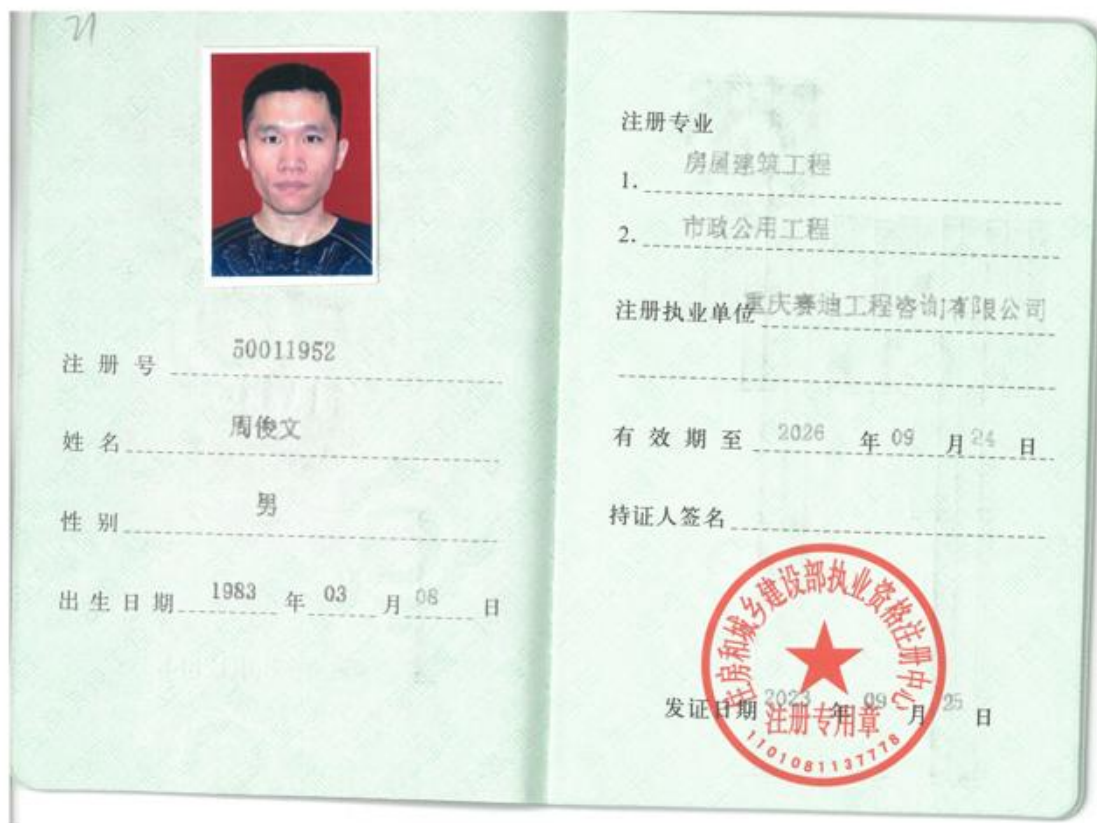 21
注册号 50011952
姓名 周俊文
性别 男
出生日期 1983 年 03 月 08 日
注册专业
1. 房屋建筑工程
2. 市政公用工程
注册执业单位 重庆赛迪工程咨询有限公司
有效期至 2026 年 09 月 24 日
持证人签名
住房和城乡建设部执业资格注册中心
发证日期 2023 年 09 月 25 日
注册专用章
1101081137778